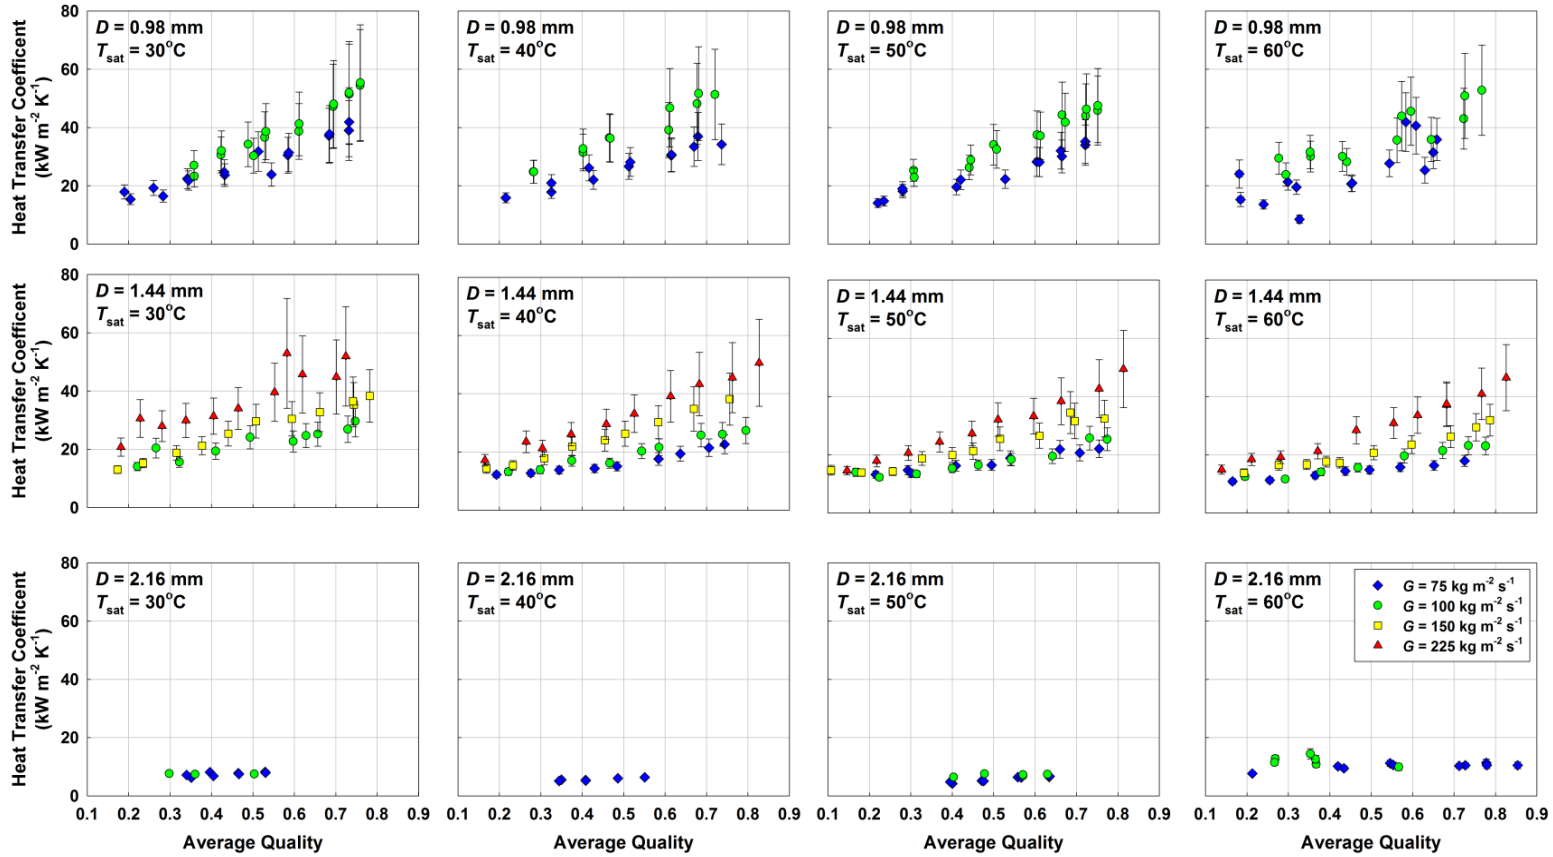 Heat Transfer Coefficent
(kW m⁻² K⁻¹)
80
60
40
20
0
D = 0.98 mm
Tsat = 30°C
D = 0.98 mm
Tsat = 40°C
D = 0.98 mm
Tsat = 50°C
D = 0.98 mm
Tsat = 60°C
Heat Transfer Coefficent
(kW m⁻² K⁻¹)
80
60
40
20
0
D = 1.44 mm
Tsat = 30°C
D = 1.44 mm
Tsat = 40°C
D = 1.44 mm
Tsat = 50°C
D = 1.44 mm
Tsat = 60°C
Heat Transfer Coefficent
(kW m⁻² K⁻¹)
80
60
40
20
0
D = 2.16 mm
Tsat = 30°C
D = 2.16 mm
Tsat = 40°C
D = 2.16 mm
Tsat = 50°C
D = 2.16 mm
Tsat = 60°C
G = 75 kg m⁻² s⁻¹
G = 100 kg m⁻² s⁻¹
G = 150 kg m⁻² s⁻¹
G = 225 kg m⁻² s⁻¹
0.1 0.2 0.3 0.4 0.5 0.6 0.7 0.8 0.9
0.1 0.2 0.3 0.4 0.5 0.6 0.7 0.8 0.9
0.1 0.2 0.3 0.4 0.5 0.6 0.7 0.8 0.9
0.1 0.2 0.3 0.4 0.5 0.6 0.7 0.8 0.9
Average Quality
Average Quality
Average Quality
Average Quality